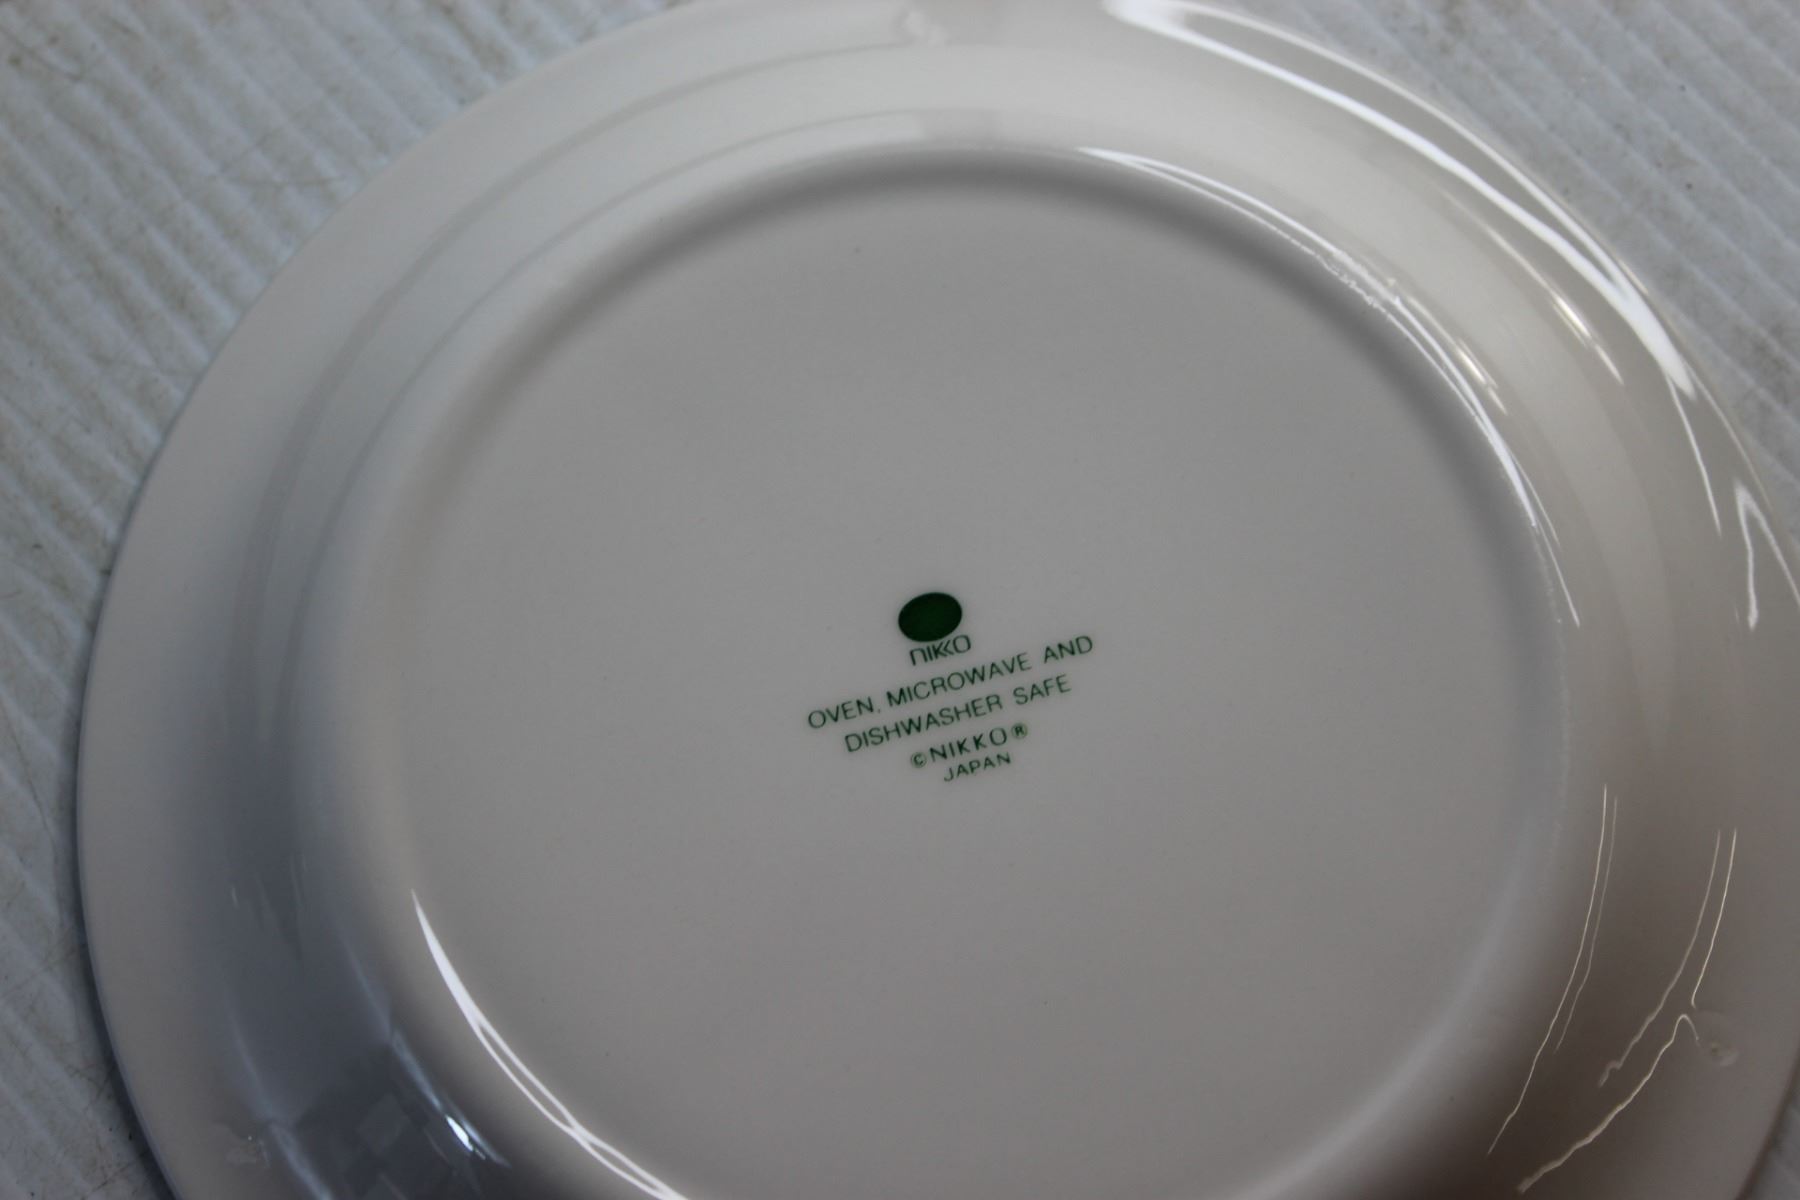 nikko
OVEN, MICROWAVE AND
DISHWASHER SAFE
©NIKKO®
JAPAN